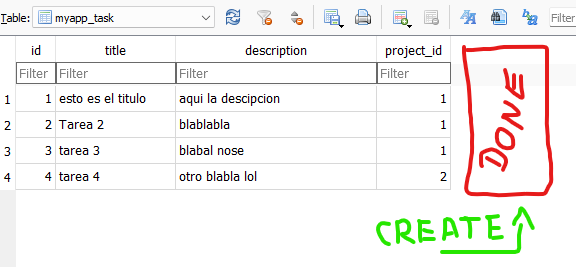 Table: myapp_task
id title description project_id
Filter Filter Filter Filter
1 1 esto es el titulo aqui la descipcion 1
2 2 Tarea 2 blablabla 1
3 3 tarea 3 blabal nose 1
4 4 tarea 4 otro blabla lol 2
DONE
CREATE